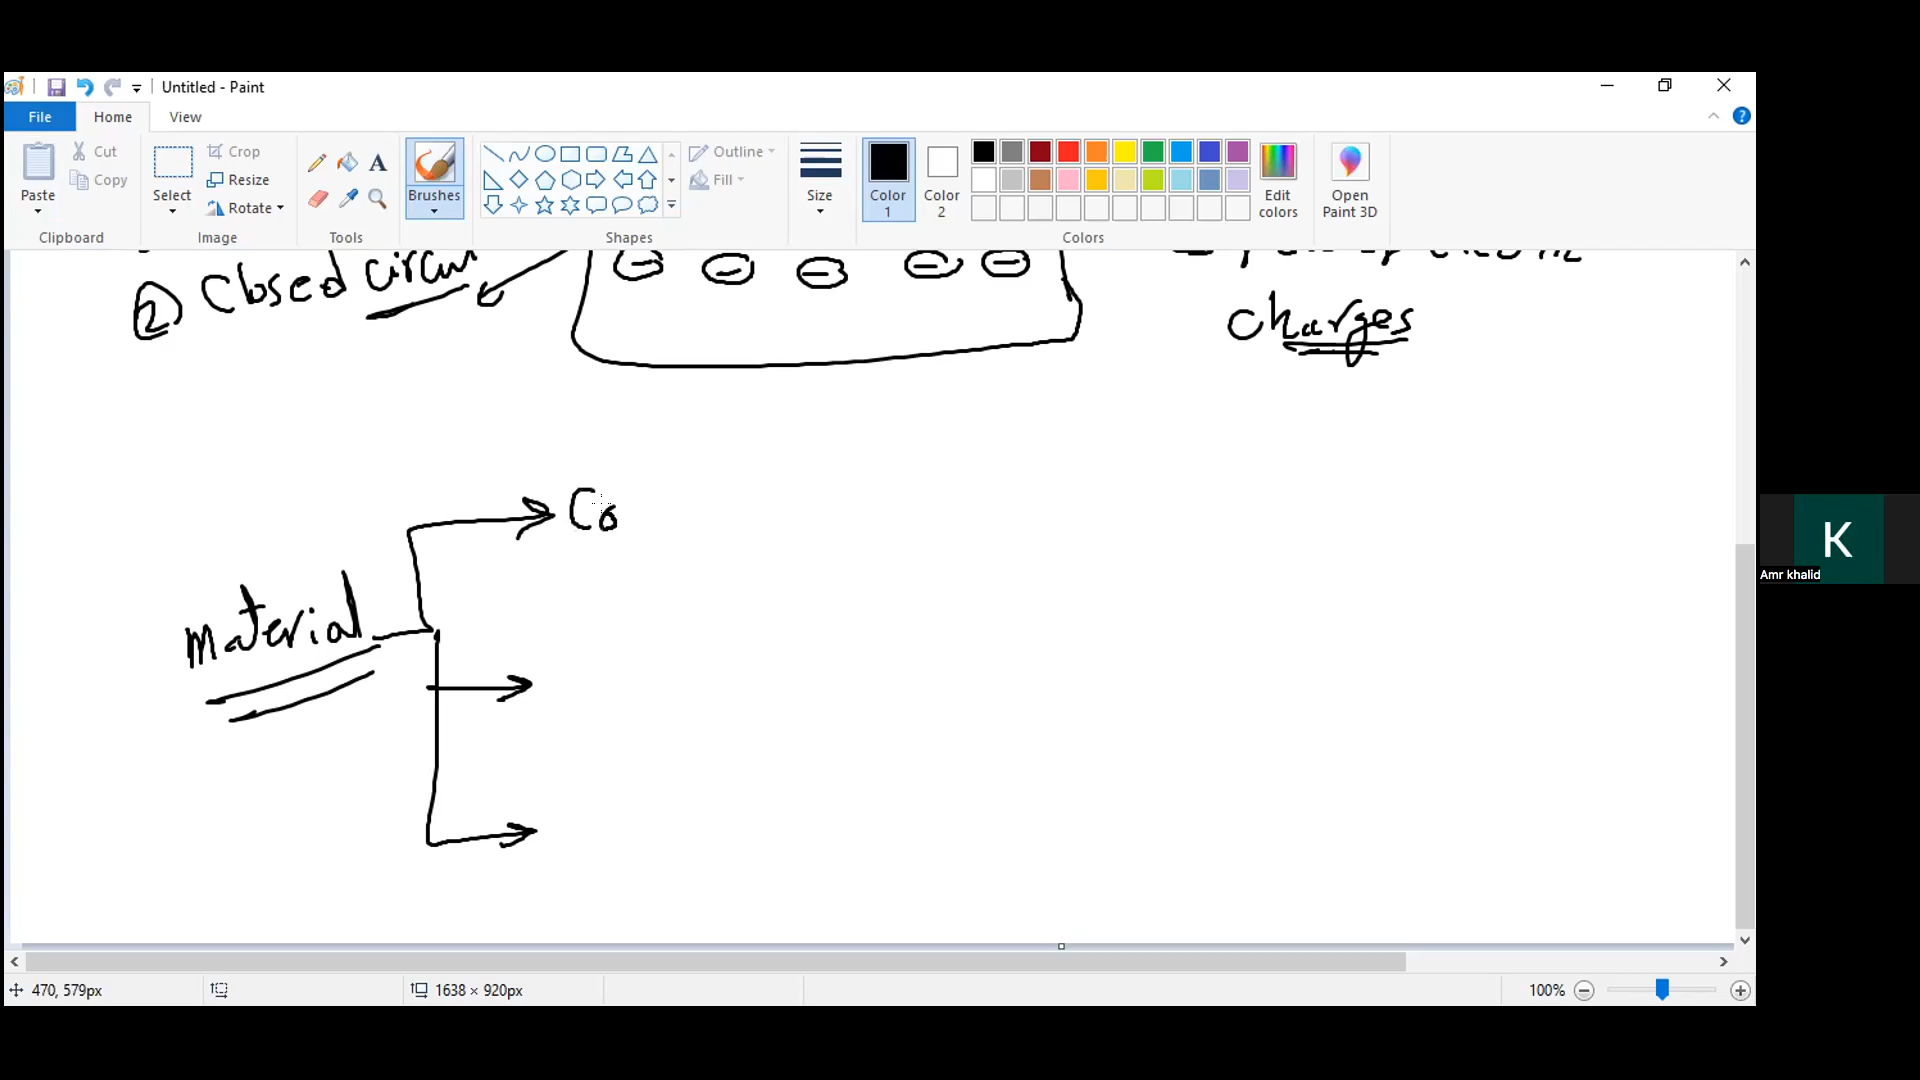 Untitled - Paint
File Home View
Paste
Cut
Copy
Clipboard
Select
Crop
Resize
Rotate
Image
Tools
Brushes
Shapes
Outline
Fill
Size
Color 1
Color 2
Edit colors
Open Paint 3D
Colors
2 Closed circui
charges
Co
material
K
Amr khalid
470, 579px
1638 × 920px
100%